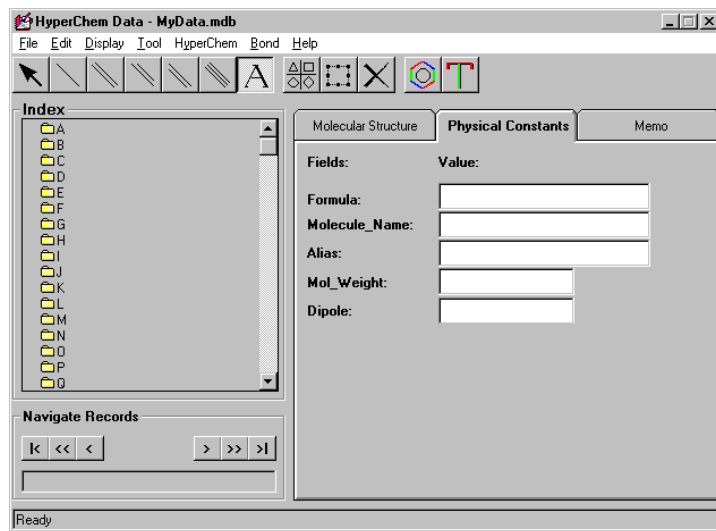 HyperChem Data - MyData.mdb
File Edit Display Tool HyperChem Bond Help
A
Index
A
B
C
D
E
F
G
H
I
J
K
L
M
N
O
P
Q
Navigate Records
|< << < > >> >|
Molecular Structure Physical Constants Memo
Fields: Value:
Formula:
Molecule_Name:
Alias:
Mol_Weight:
Dipole:
Ready